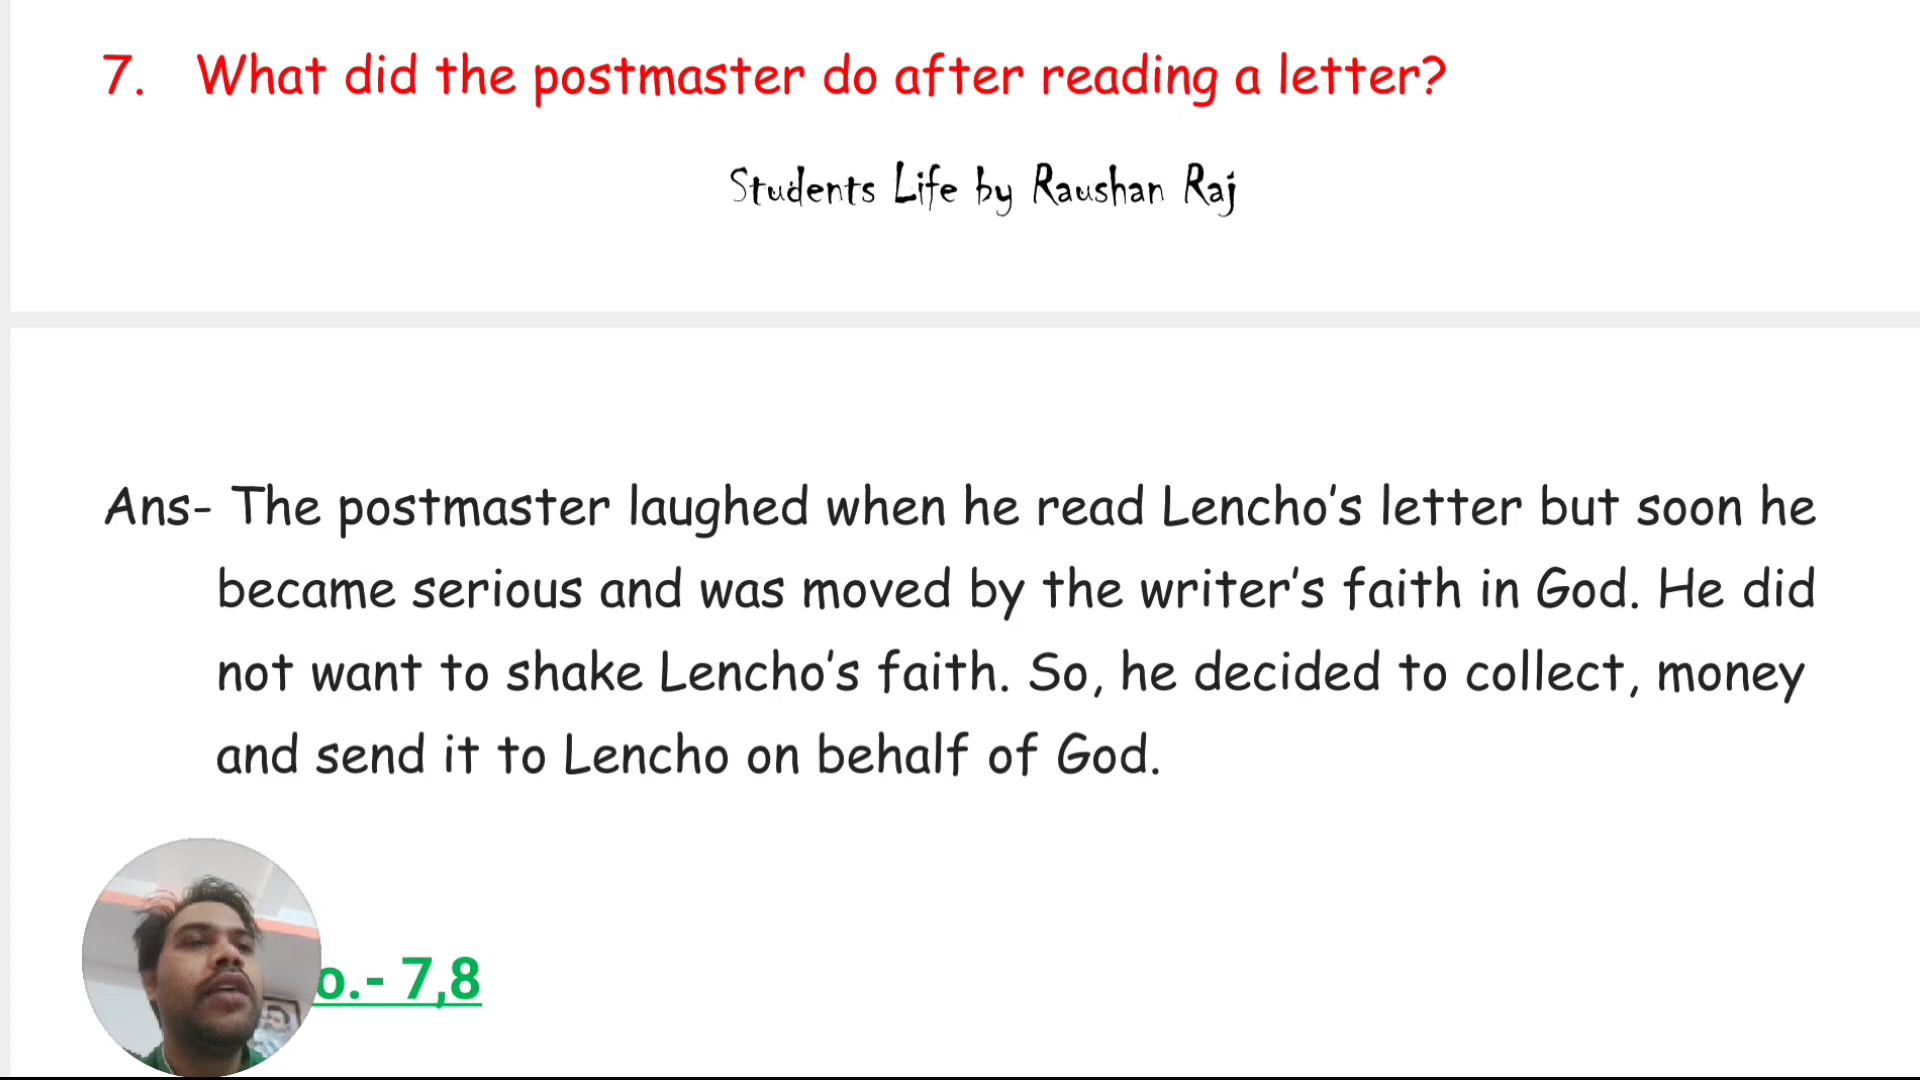 7. What did the postmaster do after reading a letter?
Students Life by Raushan Raj
Ans- The postmaster laughed when he read Lencho's letter but soon he
became serious and was moved by the writer's faith in God. He did
not want to shake Lencho's faith. So, he decided to collect, money
and send it to Lencho on behalf of God.
o.- 7,8